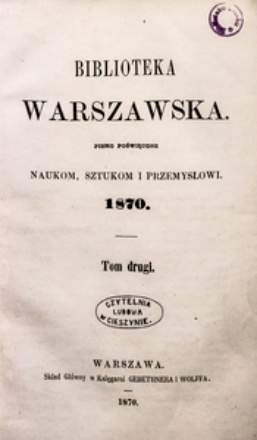 BIBLIOTEKA
WARSZAWSKA.
PISMO POŚWIĘCONE
NAUKOM, SZTUKOM I PRZEMYSŁOWI.
1870.
Tom drugi.
CZYTELNIA
LUDOWA
W CIESZYNIE.
WARSZAWA.
Skład Główny w Księgarni GEBETHNERA I WOLFFA.
1870.